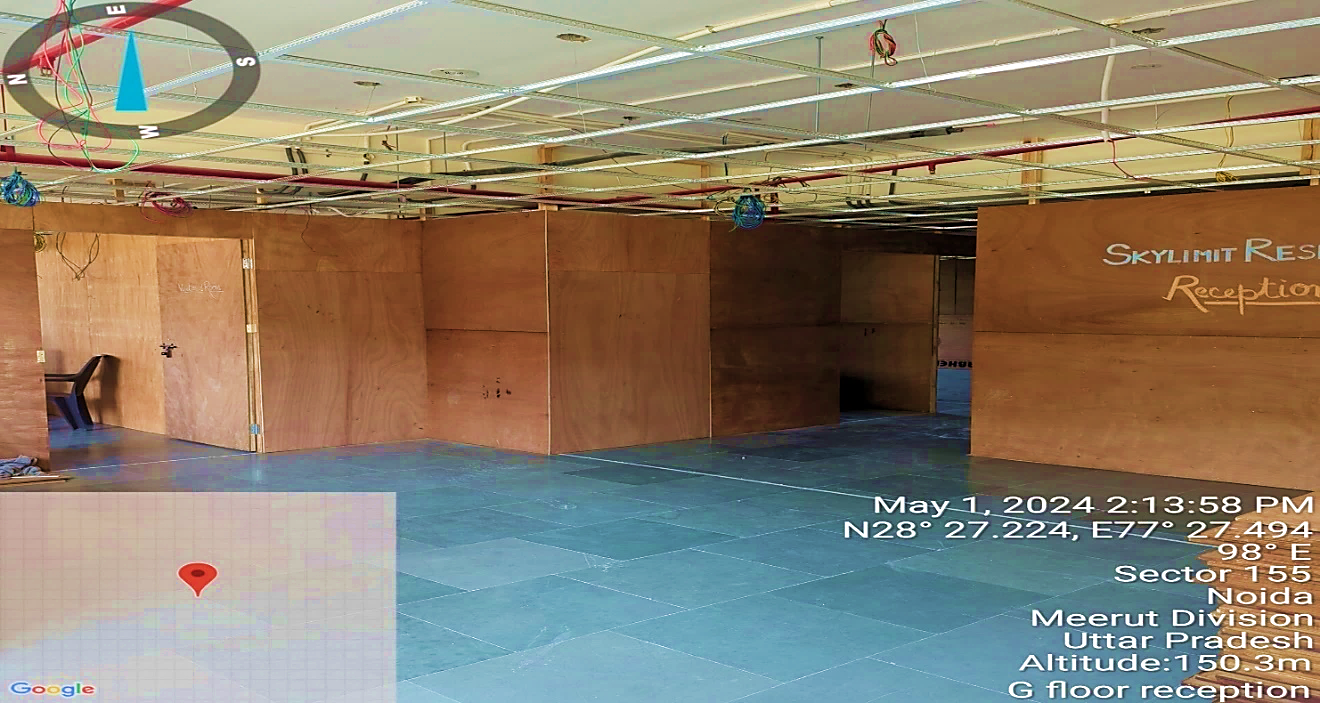 E
N
S
W
SKYLIMIT RES
Reception
May 1, 2024 2:13:58 PM
N28° 27.224, E77° 27.494
98° E
Sector 155
Noida
Meerut Division
Uttar Pradesh
Altitude:150.3m
G floor reception
Google